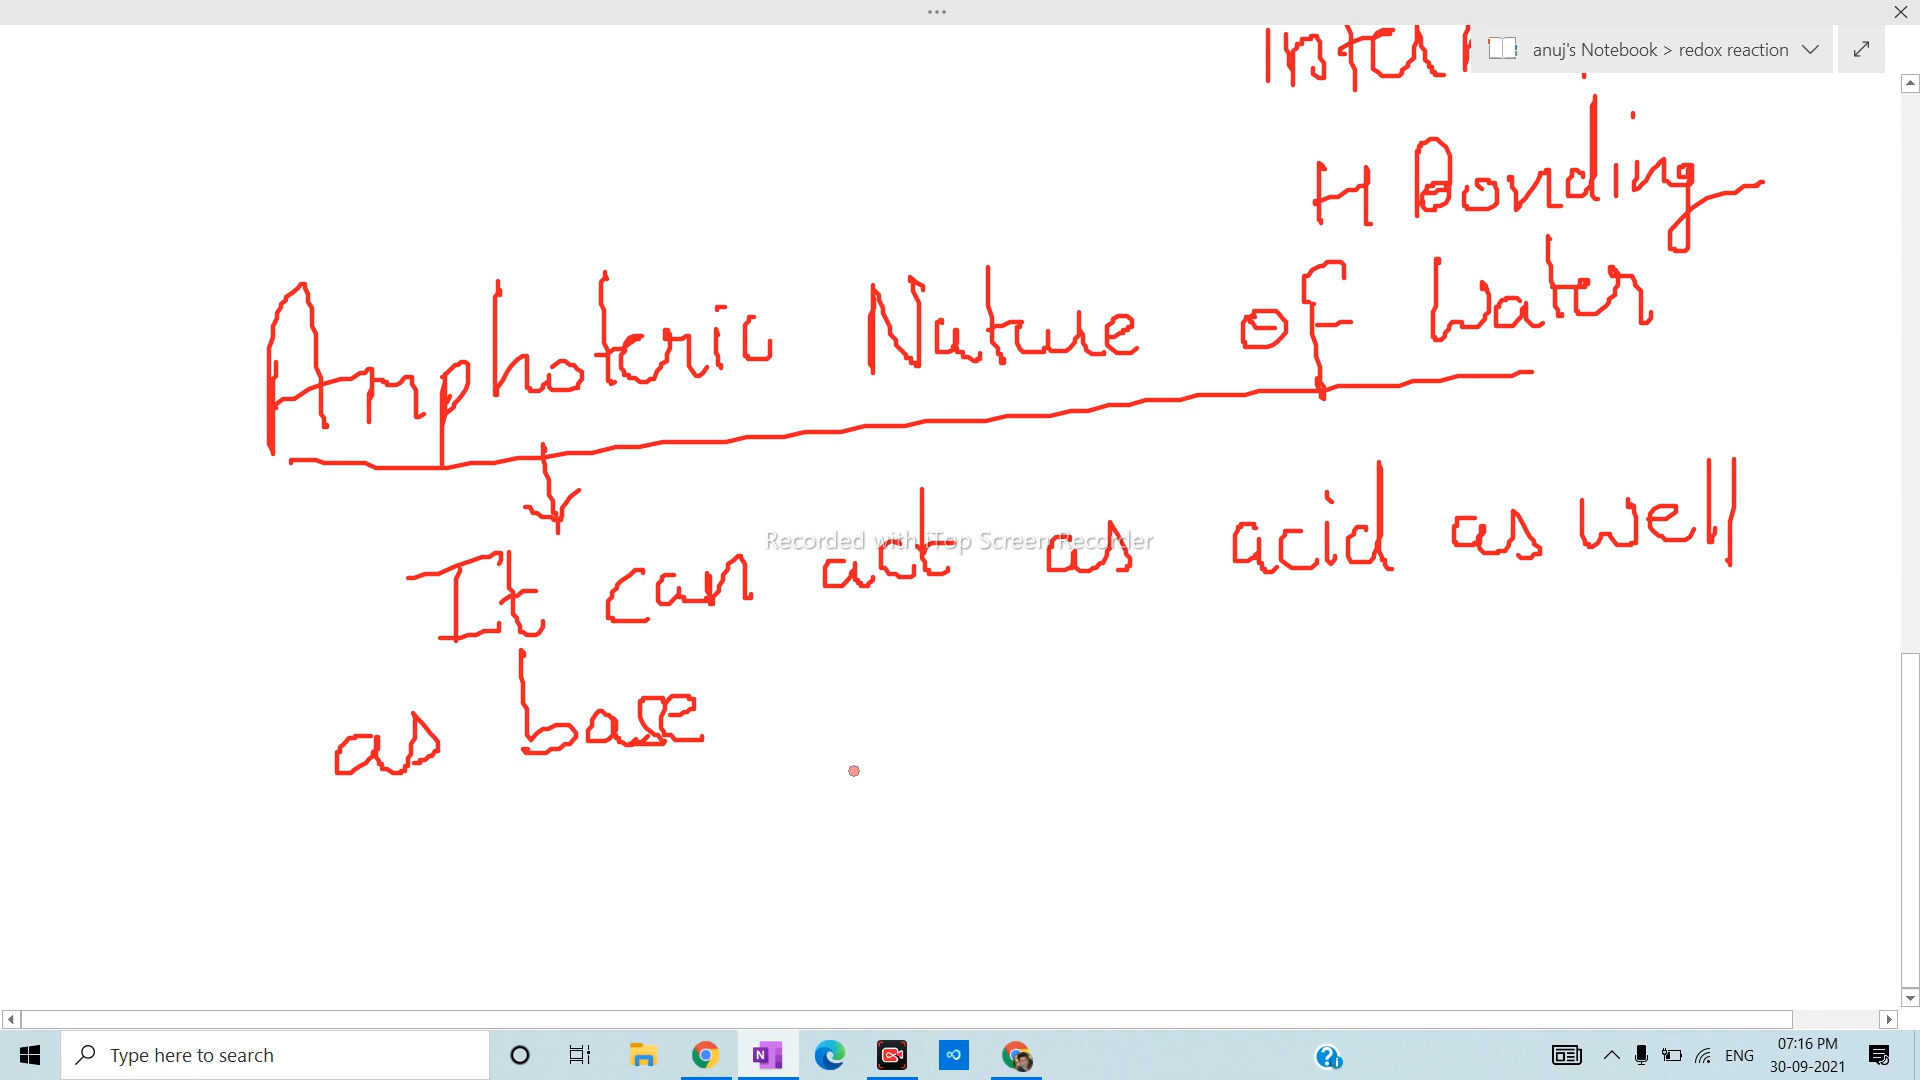 anuj's Notebook > redox reaction
H Bonding
Amphoteric Nature of Water
It can act as acid as well
Recorded with iTop Screen Recorder
as base
Type here to search
ENG
07:16 PM
30-09-2021